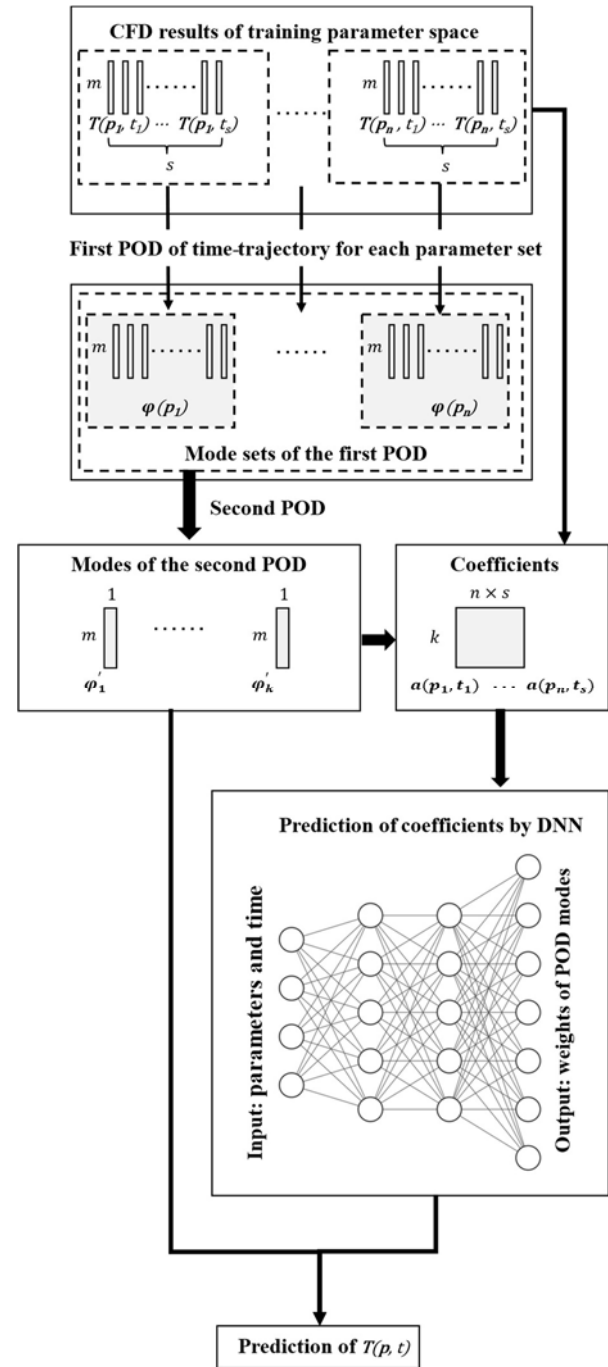 CFD results of training parameter space
m ...... m ......
......
T(p₁, t₁) ... T(p₁, tₛ) T(pₙ, t₁) ... T(pₙ, tₛ)
s s
First POD of time-trajectory for each parameter set
m ...... ...... m ......
φ(p₁) φ(pₙ)
Mode sets of the first POD
Second POD
Modes of the second POD
1 1
m ...... m
φ′₁ φ′ₖ
Coefficients
n × s
k
a(p₁, t₁) ... a(pₙ, tₛ)
Prediction of coefficients by DNN
Input: parameters and time
Output: weights of POD modes
Prediction of T(p, t)